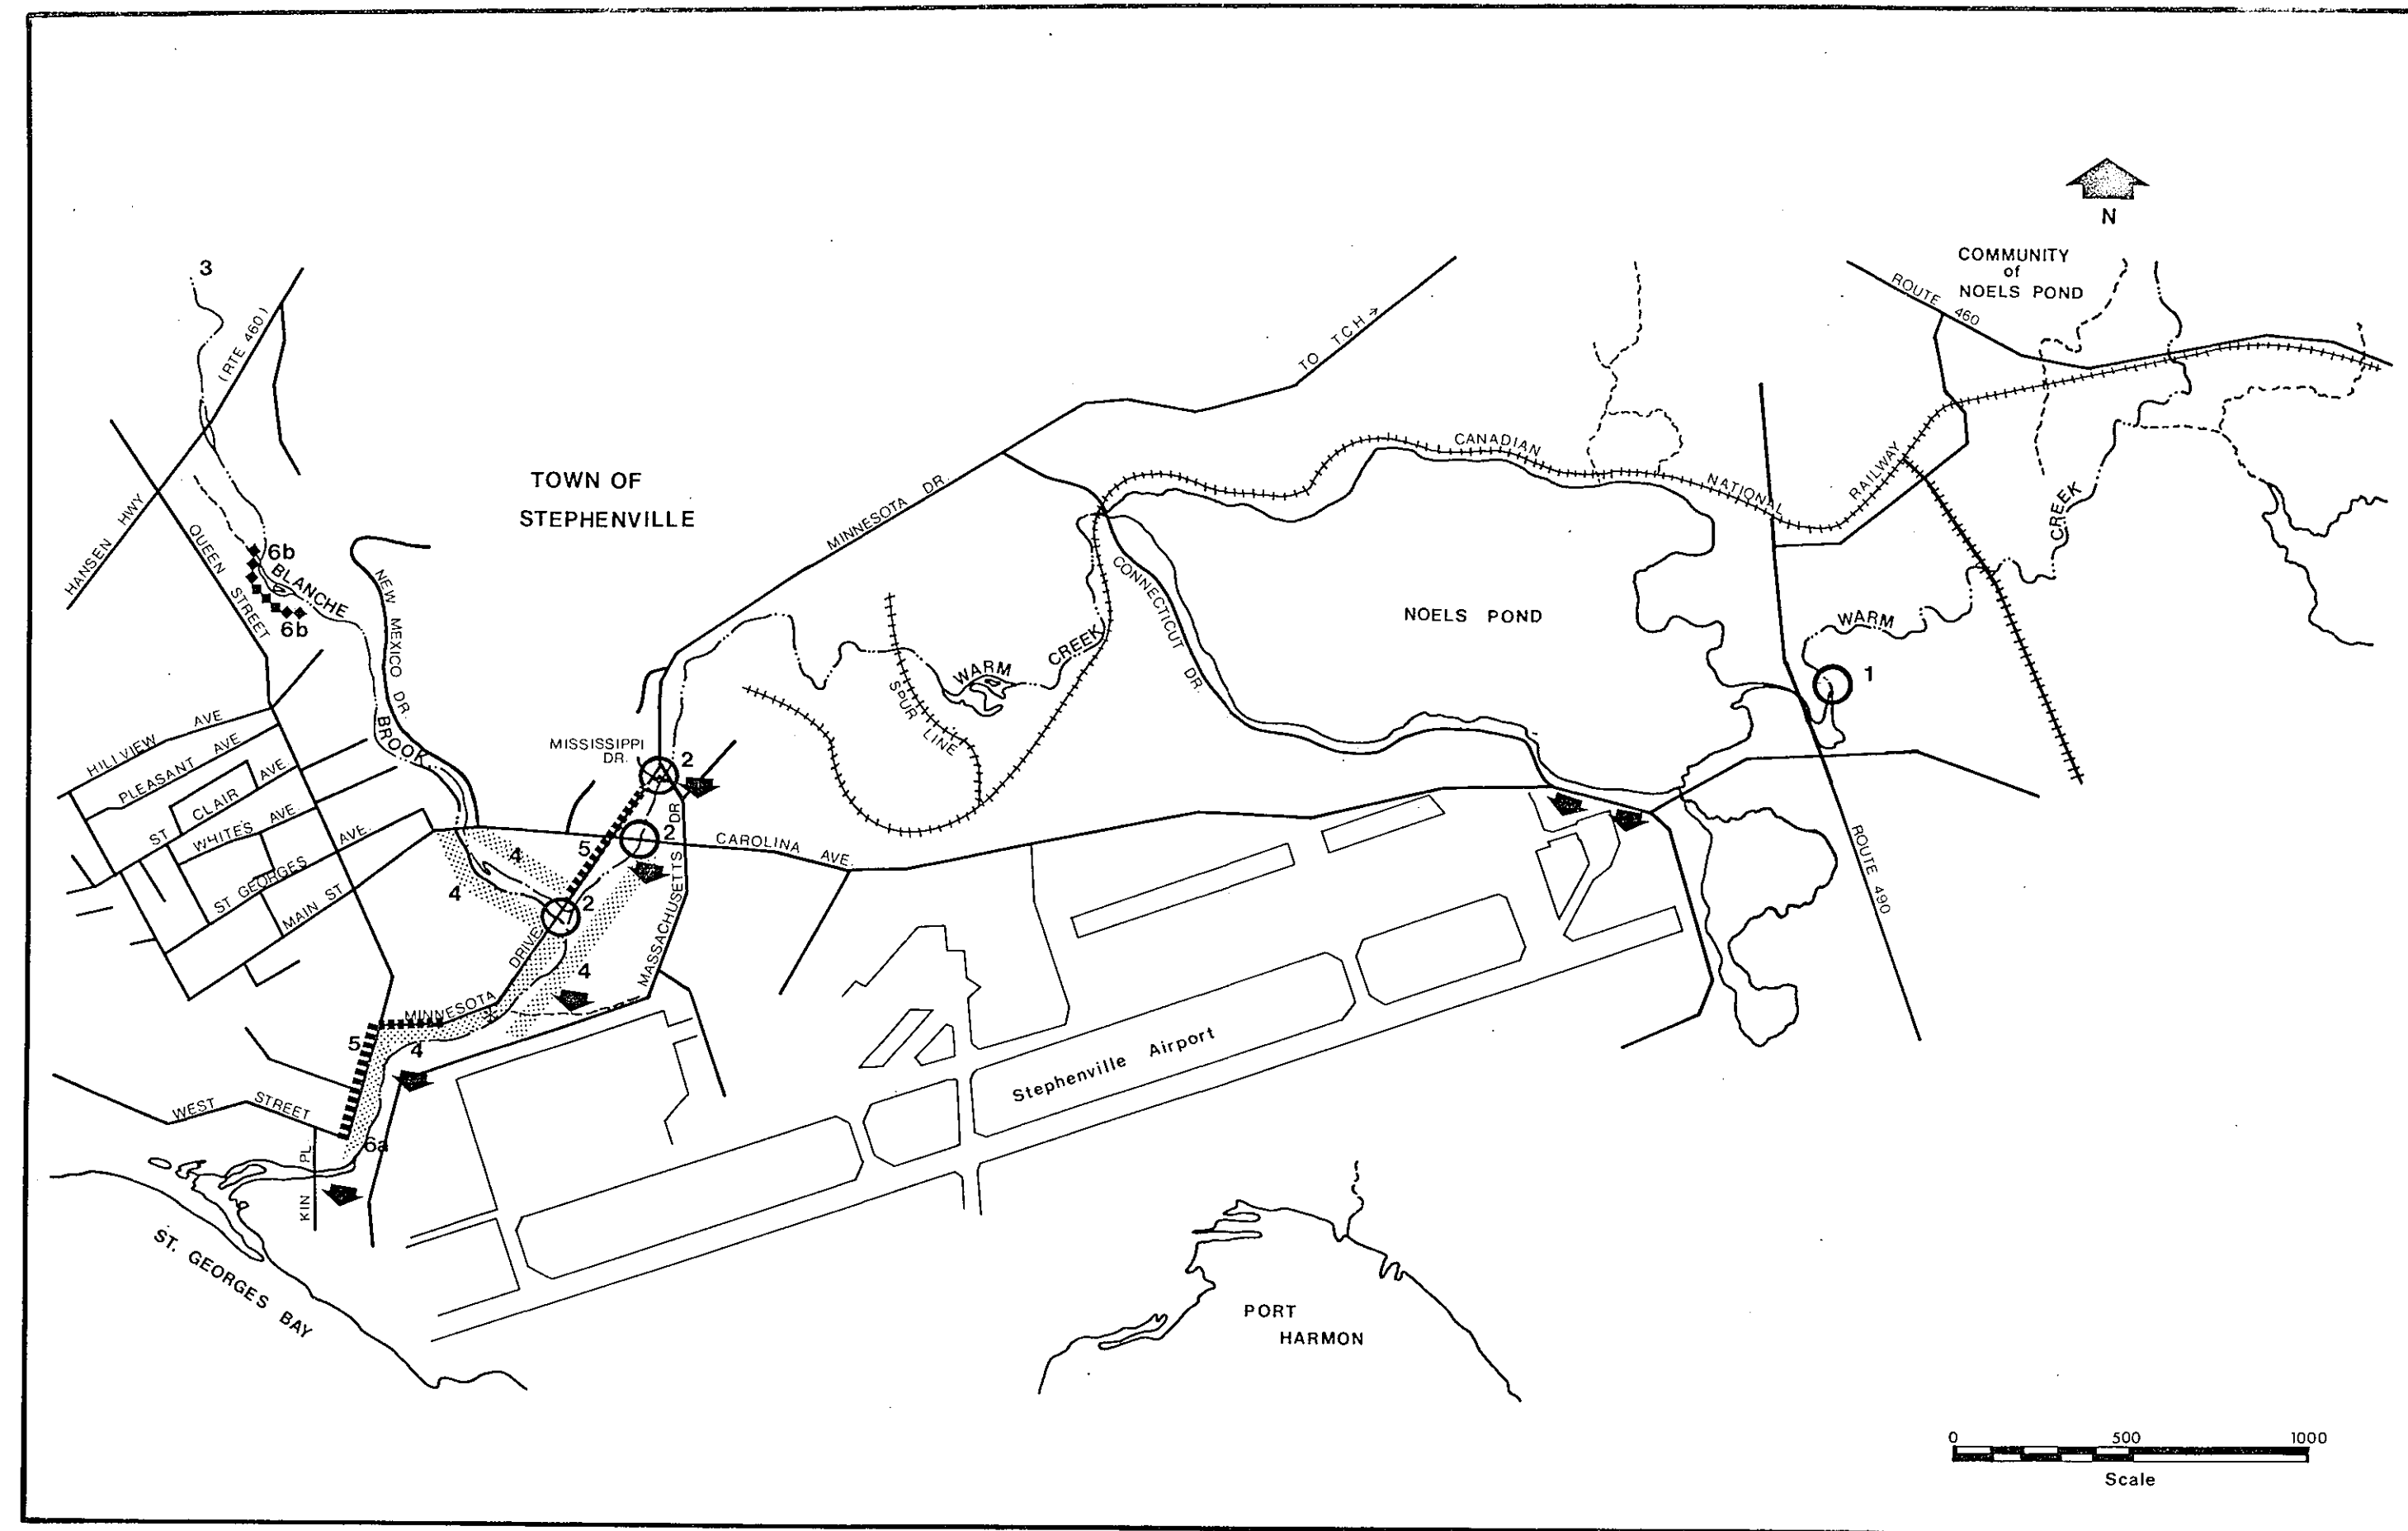 N
COMMUNITY
of
NOELS POND
ROUTE 460
3
(RTE 460)
HANSEN HWY
TO T.C.H →
TOWN OF
STEPHENVILLE
MINNESOTA DR.
CANADIAN NATIONAL RAILWAY
QUEEN STREET
6b
BLANCHE BROOK
6b
NEW MEXICO DR.
CONNECTICUT DR.
NOELS POND
WARM CREEK
WARM CREEK
SPUR LINE
1
HILLVIEW AVE
PLEASANT AVE
ST CLAIR AVE.
WHITE'S AVE.
ST GEORGES AVE.
MAIN ST
MISSISSIPPI
DR.
2
2
5
CAROLINA AVE.
MASSACHUSETTS DR
ROUTE 490
4
4
2
7
4
MINNESOTA DRIVE
5
4
Stephenville Airport
WEST STREET
6a
KIN PL.
ST. GEORGES BAY
PORT
HARMON
0 500 1000
Scale